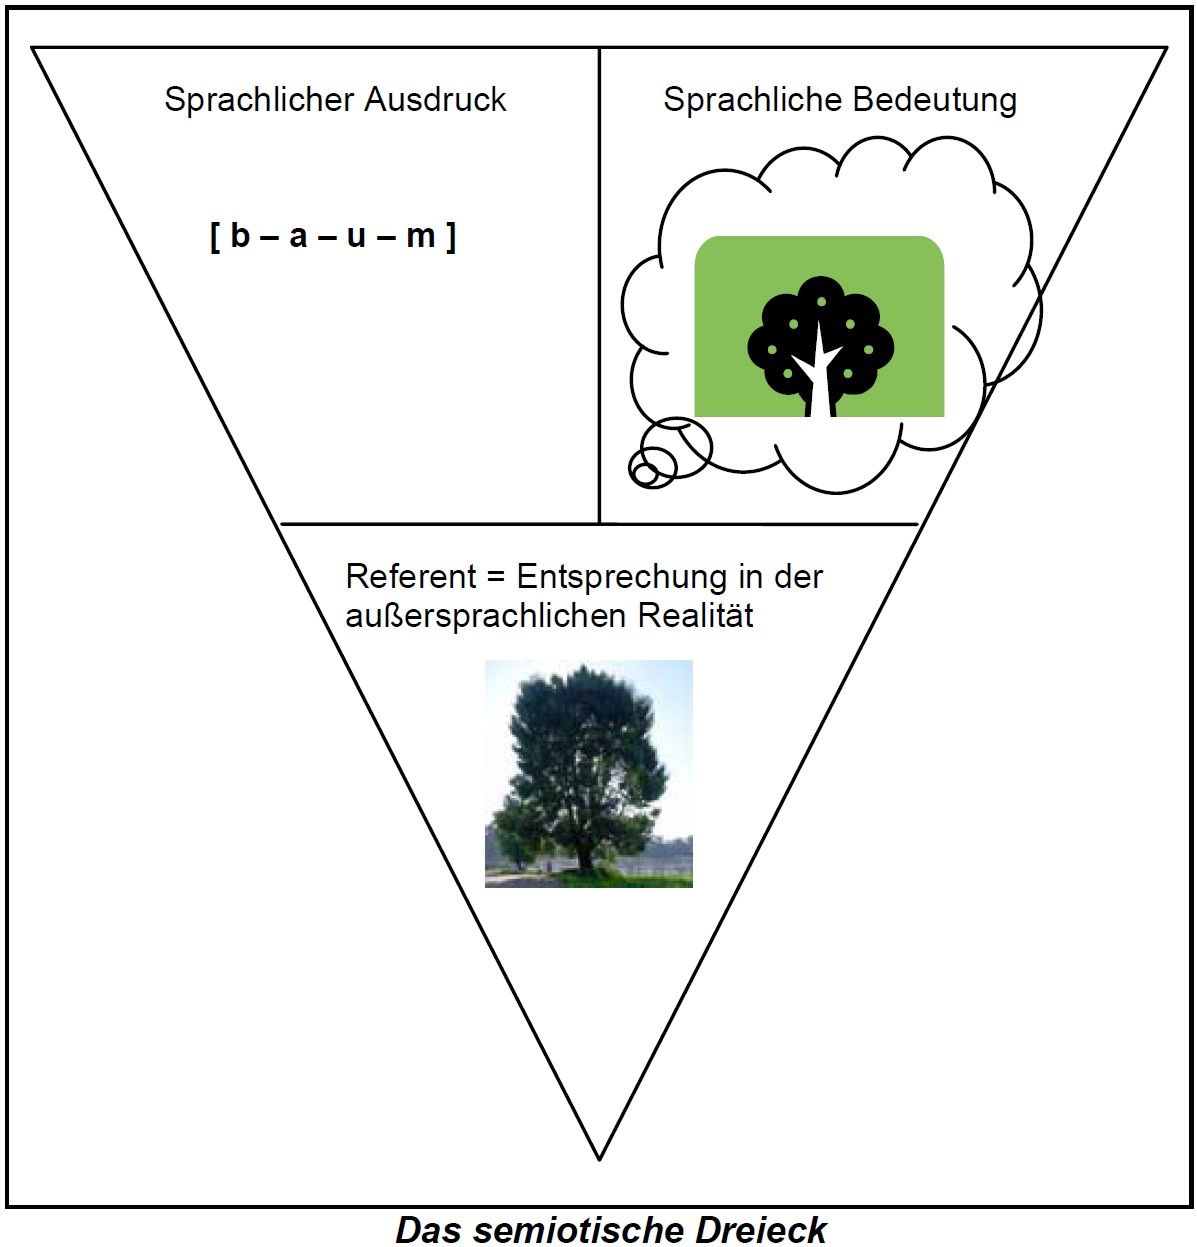 Sprachlicher Ausdruck
Sprachliche Bedeutung
[ b – a – u – m ]
Referent = Entsprechung in der
außersprachlichen Realität
Das semiotische Dreieck